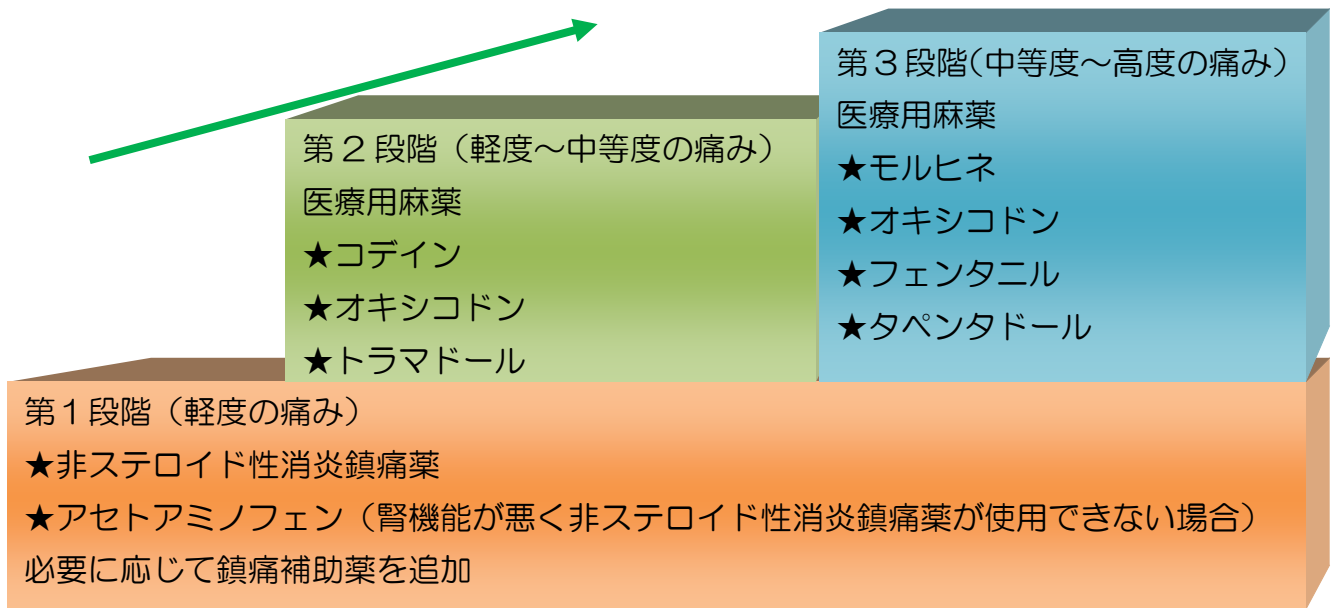 第１段階（軽度の痛み）
★非ステロイド性消炎鎮痛薬
★アセトアミノフェン（腎機能が悪く非ステロイド性消炎鎮痛薬が使用できない場合）
必要に応じて鎮痛補助薬を追加
第２段階（軽度～中等度の痛み）
医療用麻薬
★コデイン
★オキシコドン
★トラマドール
第３段階（中等度～高度の痛み）
医療用麻薬
★モルヒネ
★オキシコドン
★フェンタニル
★タペンタドール